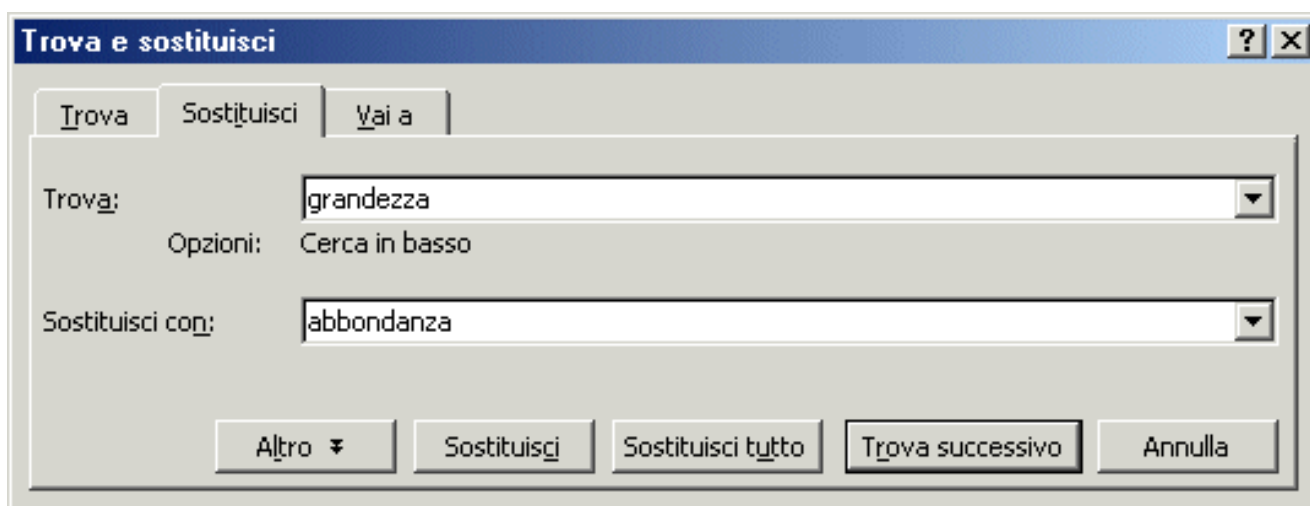 Trova e sostituisci
Trova Sostituisci Vai a
Trova: grandezza
Opzioni: Cerca in basso
Sostituisci con: abbondanza
Altro Sostituisci Sostituisci tutto Trova successivo Annulla